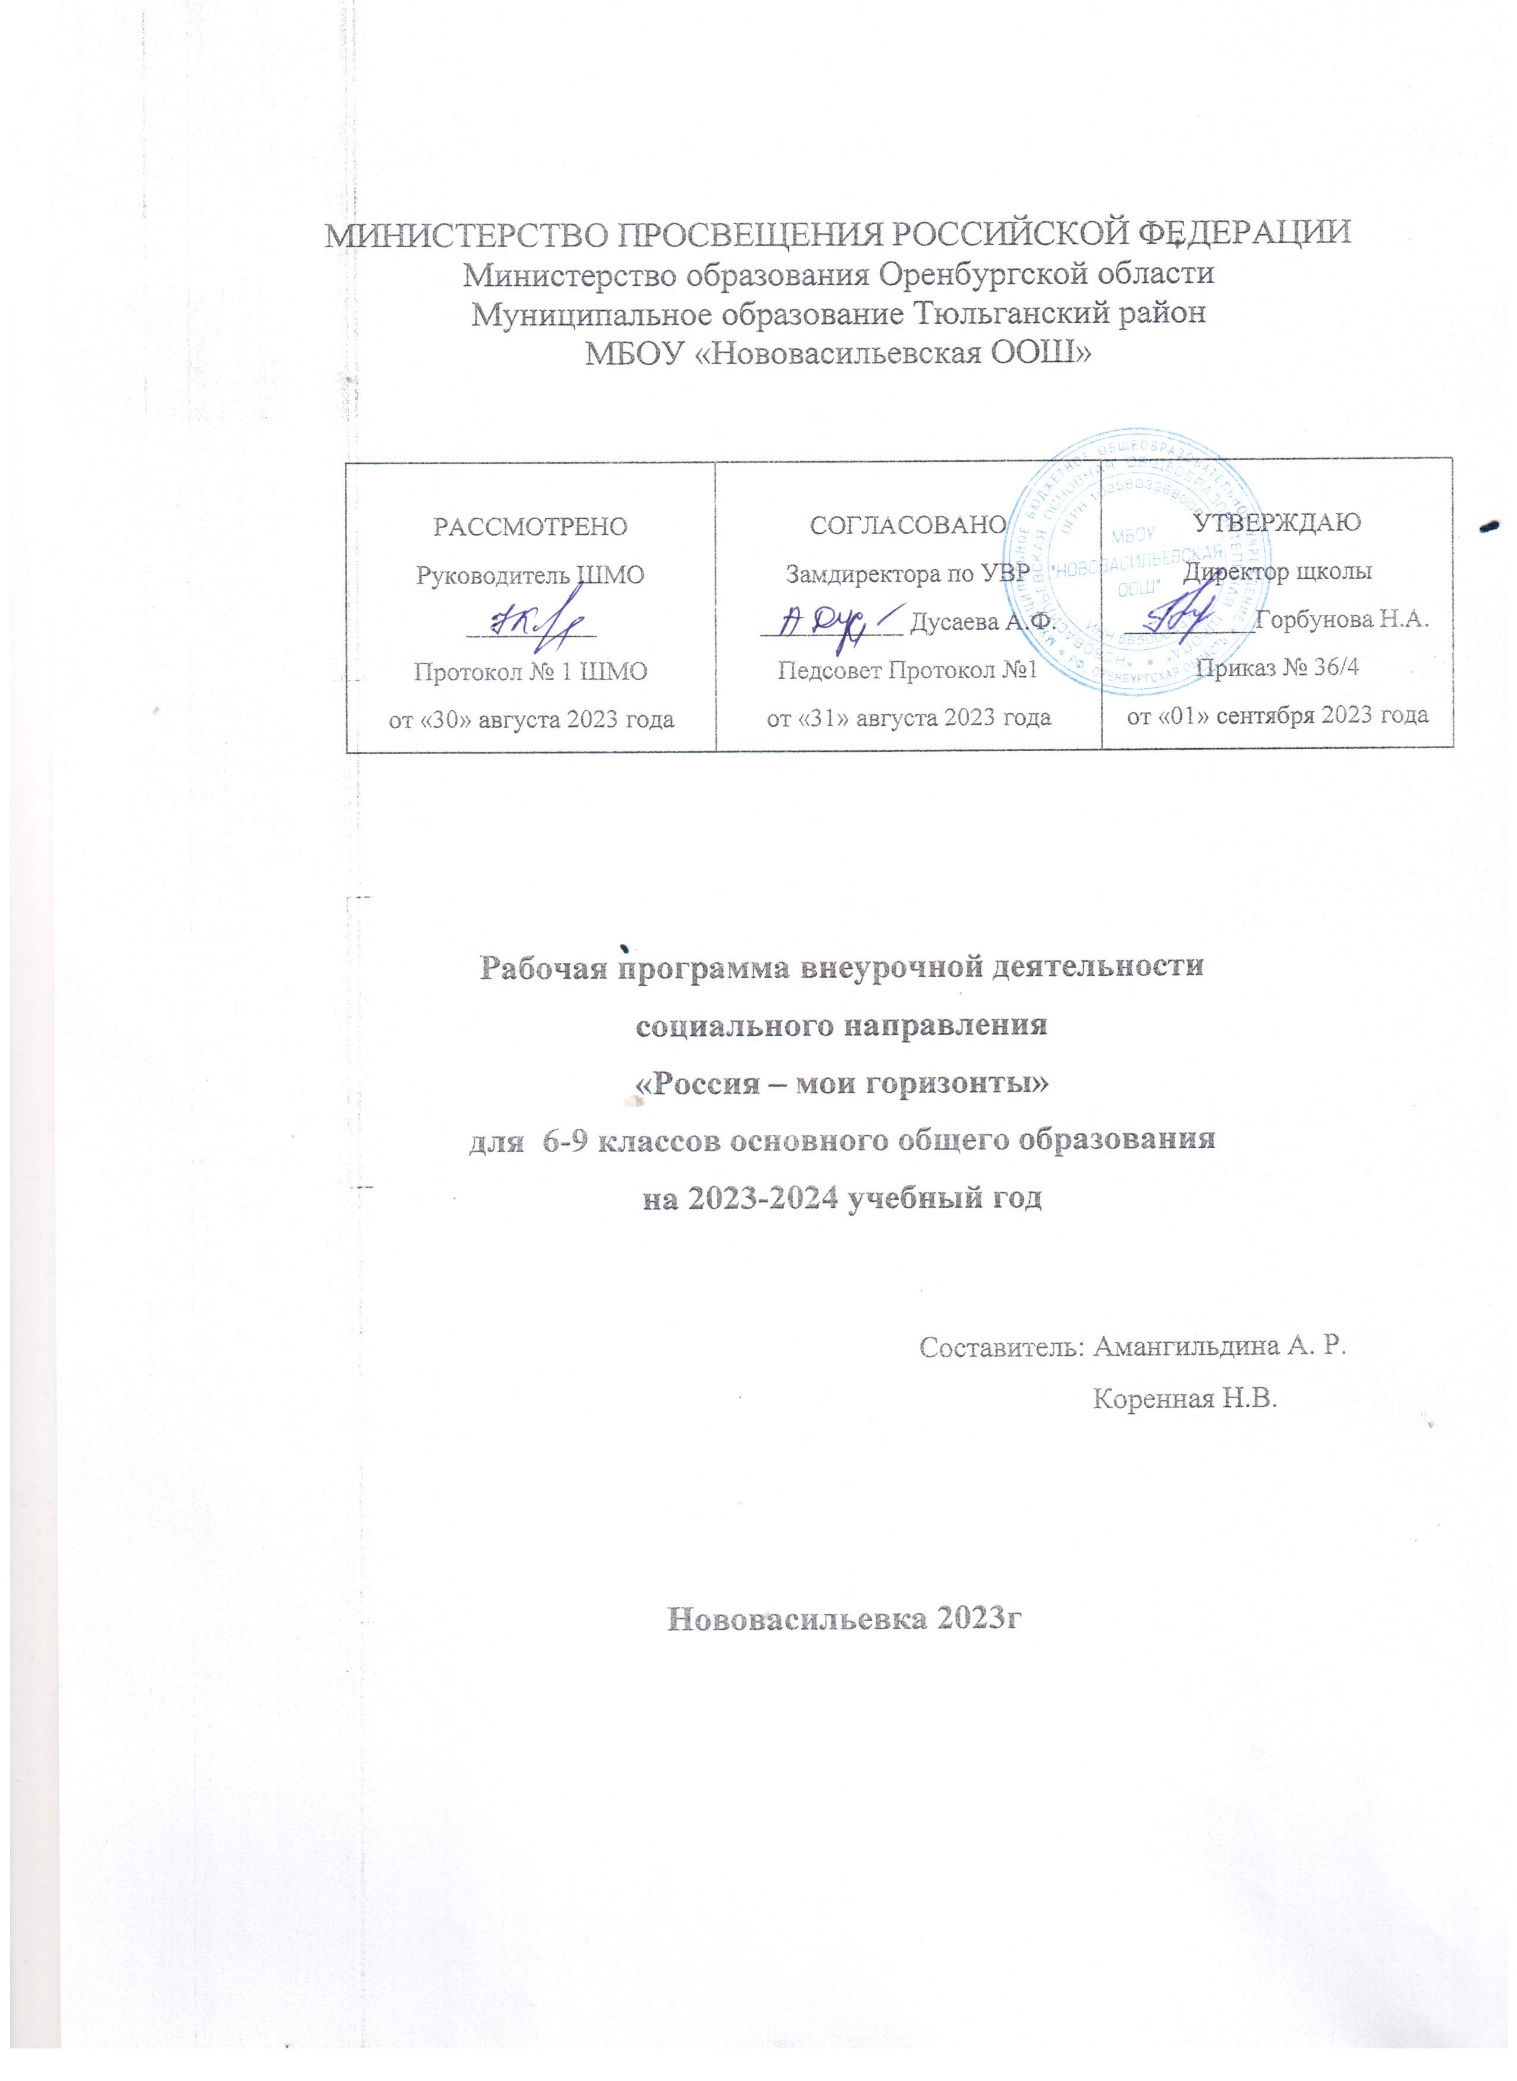 МИНИСТЕРСТВО ПРОСВЕЩЕНИЯ РОССИЙСКОЙ ФЕДЕРАЦИИ
Министерство образования Оренбургской области
Муниципальное образование Тюльганский район
МБОУ «Нововасильевская ООШ»
РАССМОТРЕНО
Руководитель ШМО
Протокол № 1 ШМО
от «30» августа 2023 года
СОГЛАСОВАНО
Замдиректора по УВР
Дусаева А.Ф.
Педсовет Протокол №1
от «31» августа 2023 года
УТВЕРЖДАЮ
Директор щколы
Горбунова Н.А.
Приказ № 36/4
от «01» сентября 2023 года
МБОУ
"НОВОВАСИЛЬЕВСКАЯ
ООШ"
Рабочая программа внеурочной деятельности
социального направления
«Россия – мои горизонты»
для 6-9 классов основного общего образования
на 2023-2024 учебный год
Составитель: Амангильдина А. Р.
Коренная Н.В.
Нововасильевка 2023г